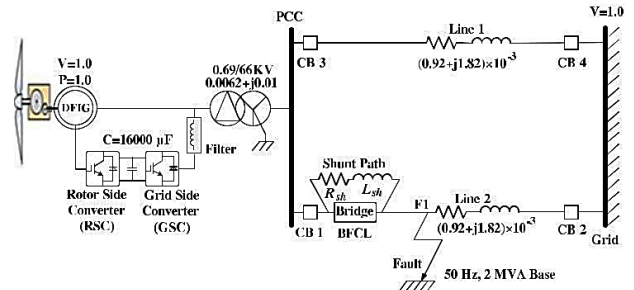 PCC
V=1.0
Line 1
CB 3
(0.92+j1.82)×10⁻³
CB 4
V=1.0
P=1.0
DFIG
0.69/66KV
0.0062+j0.01
C=16000 µF
Filter
Rotor Side
Converter
(RSC)
Grid Side
Converter
(GSC)
Shunt Path
Rsh
Lsh
Bridge
CB 1
BFCL
F1
Line 2
(0.92+j1.82)×10⁻³
CB 2
Grid
Fault
50 Hz, 2 MVA Base